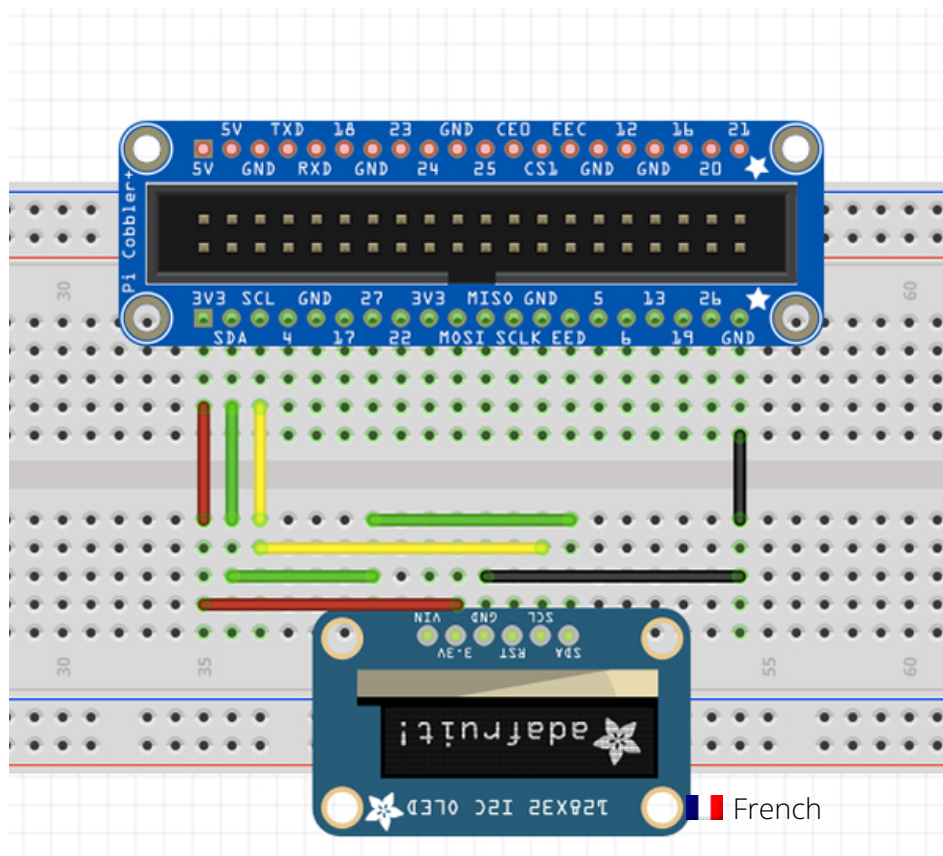 5V TXD 18 23 GND CE0 EEC 12 16 21
5V GND RXD GND 24 25 CS1 GND GND 20
Pi Cobbler+
30
60
3V3 SCL GND 27 3V3 MISO GND 5 13 26
SDA 4 17 22 MOSI SCLK EED 6 19 GND
VIN GND SCL
3.3V RST SDA
30 35 55 60
adafruit!
128X32 I2C OLED
French